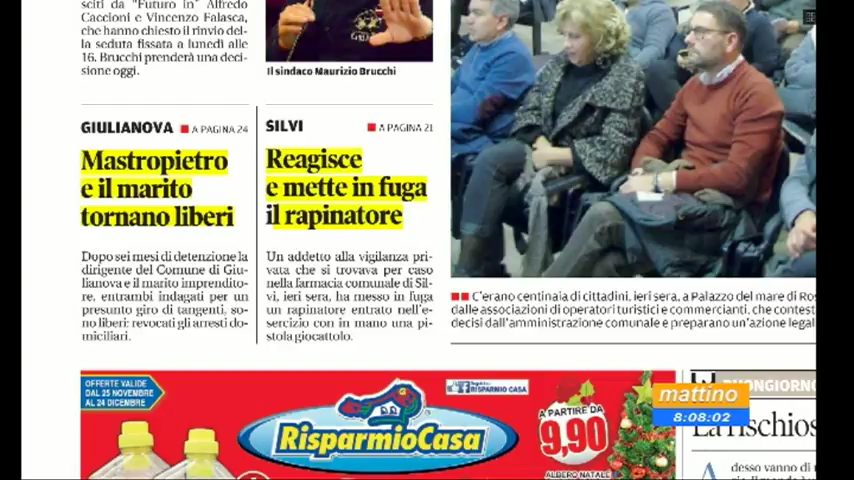 sciti da "Futuro in" Alfredo
Caccioni e Vincenzo Falasca,
che hanno chiesto il rinvio del-
la seduta fissata a lunedì alle
16. Brucchi prenderà una deci-
sione oggi.
Il sindaco Maurizio Brucchi
GIULIANOVA A PAGINA 24
Mastropietro
e il marito
tornano liberi
Dopo sei mesi di detenzione la
dirigente del Comune di Giu-
lianova e il marito imprendito-
re, entrambi indagati per un
presunto giro di tangenti, so-
no liberi: revocati gli arresti do-
miciliari.
SILVI A PAGINA 21
Reagisce
e mette in fuga
il rapinatore
Un addetto alla vigilanza pri-
vata che si trovava per caso
nella farmacia comunale di Sil-
vi, ieri sera, ha messo in fuga
un rapinatore entrato nell'e-
sercizio con in mano una pi-
stola giocattolo.
C'erano centinaia di cittadini, ieri sera, a Palazzo del mare di Ros
dalle associazioni di operatori turistici e commercianti, che contest
decisi dall'amministrazione comunale e preparano un'azione legal
OFFERTE VALIDE
DAL 25 NOVEMBRE
AL 24 DICEMBRE
RISPARMIO CASA
RisparmioCasa
A PARTIRE DA
9,90
ALBERO NATALE
BUONGIORNO
mattino
8:08:02
La rischios
A desso vanno di